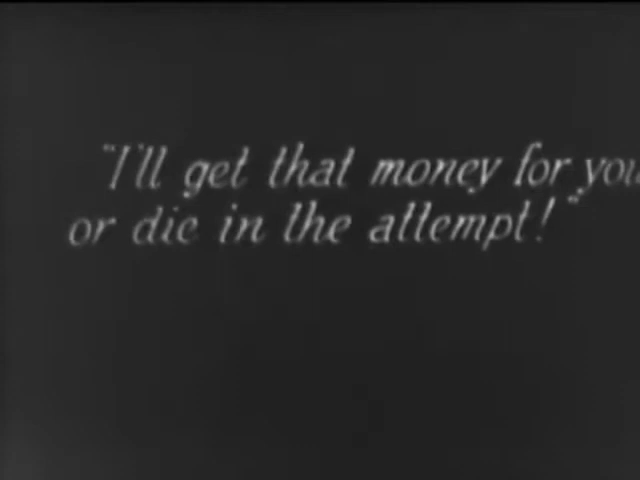 "I'll get that money for you
or die in the attempt!"